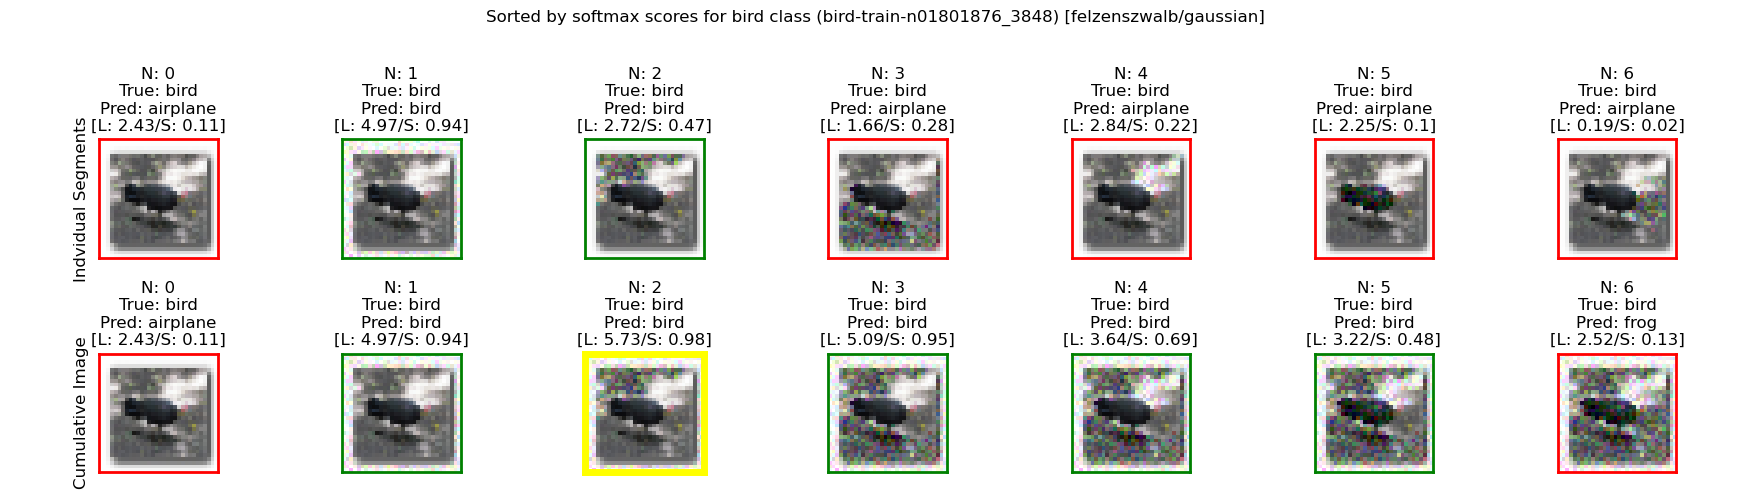 Sorted by softmax scores for bird class (bird-train-n01801876_3848) [felzenszwalb/gaussian]
Indvidual Segments
N: 0
True: bird
Pred: airplane
[L: 2.43/S: 0.11]
N: 1
True: bird
Pred: bird
[L: 4.97/S: 0.94]
N: 2
True: bird
Pred: bird
[L: 2.72/S: 0.47]
N: 3
True: bird
Pred: airplane
[L: 1.66/S: 0.28]
N: 4
True: bird
Pred: airplane
[L: 2.84/S: 0.22]
N: 5
True: bird
Pred: airplane
[L: 2.25/S: 0.1]
N: 6
True: bird
Pred: airplane
[L: 0.19/S: 0.02]
Cumulative Image
N: 0
True: bird
Pred: airplane
[L: 2.43/S: 0.11]
N: 1
True: bird
Pred: bird
[L: 4.97/S: 0.94]
N: 2
True: bird
Pred: bird
[L: 5.73/S: 0.98]
N: 3
True: bird
Pred: bird
[L: 5.09/S: 0.95]
N: 4
True: bird
Pred: bird
[L: 3.64/S: 0.69]
N: 5
True: bird
Pred: bird
[L: 3.22/S: 0.48]
N: 6
True: bird
Pred: frog
[L: 2.52/S: 0.13]